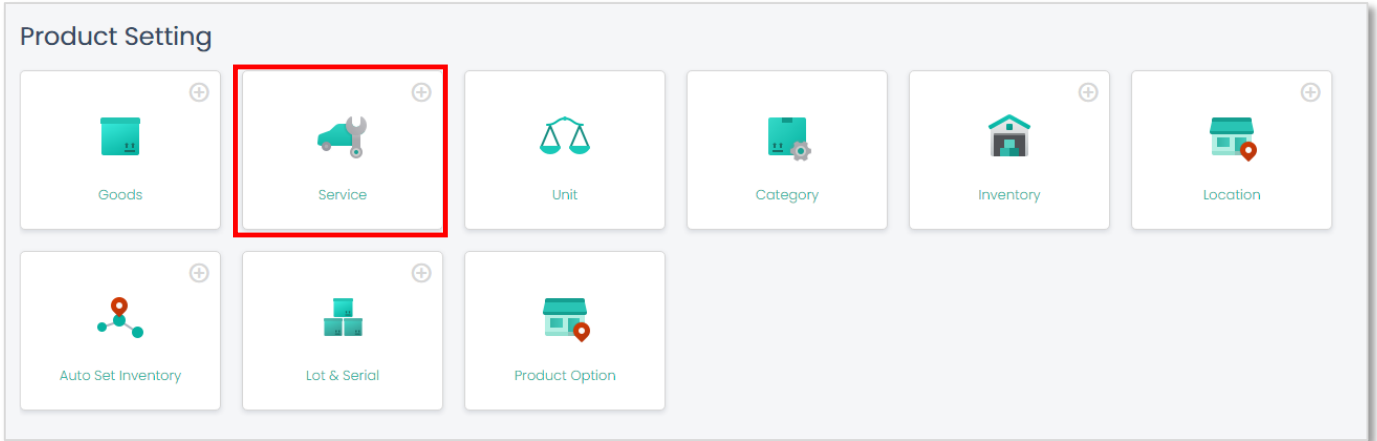 Product Setting
Goods
Service
Unit
Category
Inventory
Location
Auto Set Inventory
Lot & Serial
Product Option